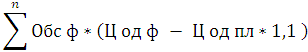 n
∑ Обс ф * (Ц од ф − Ц од пл * 1,1 )